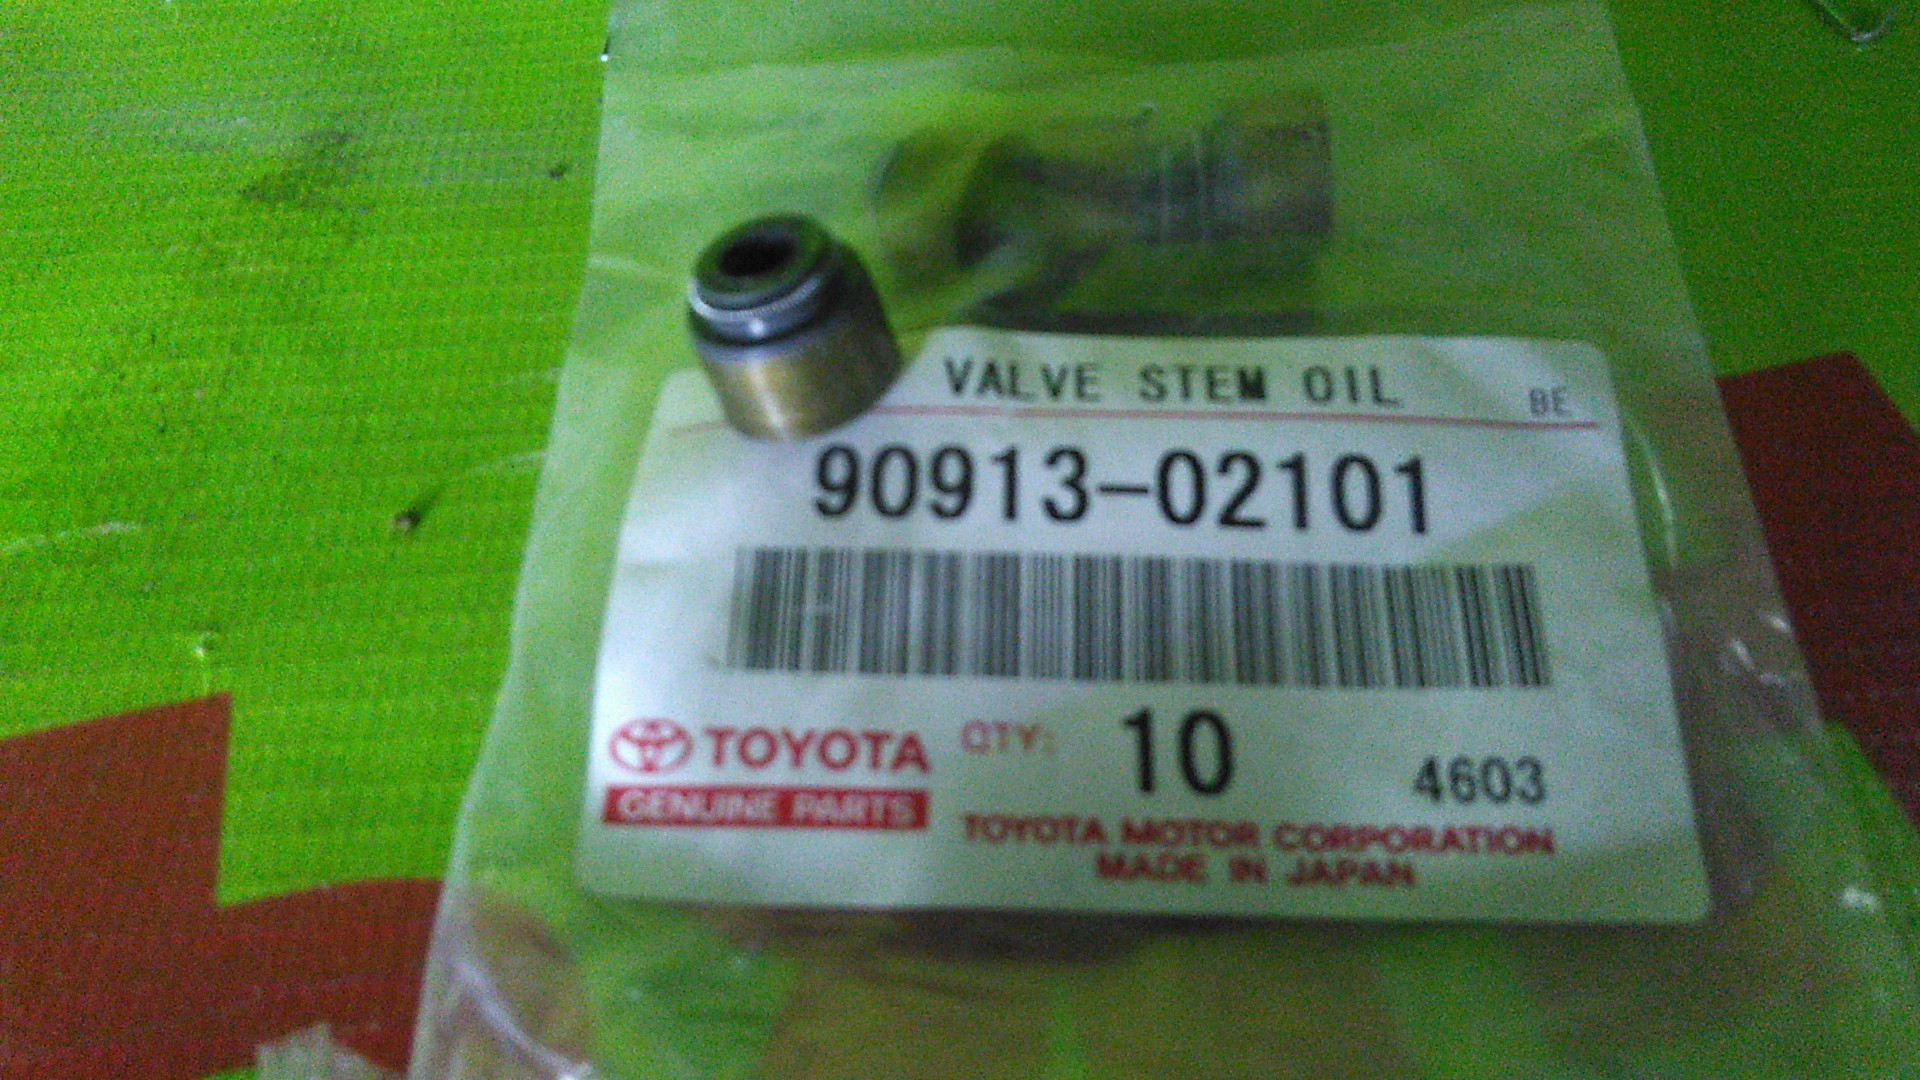 VALVE STEM OIL BE
90913-02101
TOYOTA QTY: 10 4603
GENUINE PARTS
TOYOTA MOTOR CORPORATION
MADE IN JAPAN